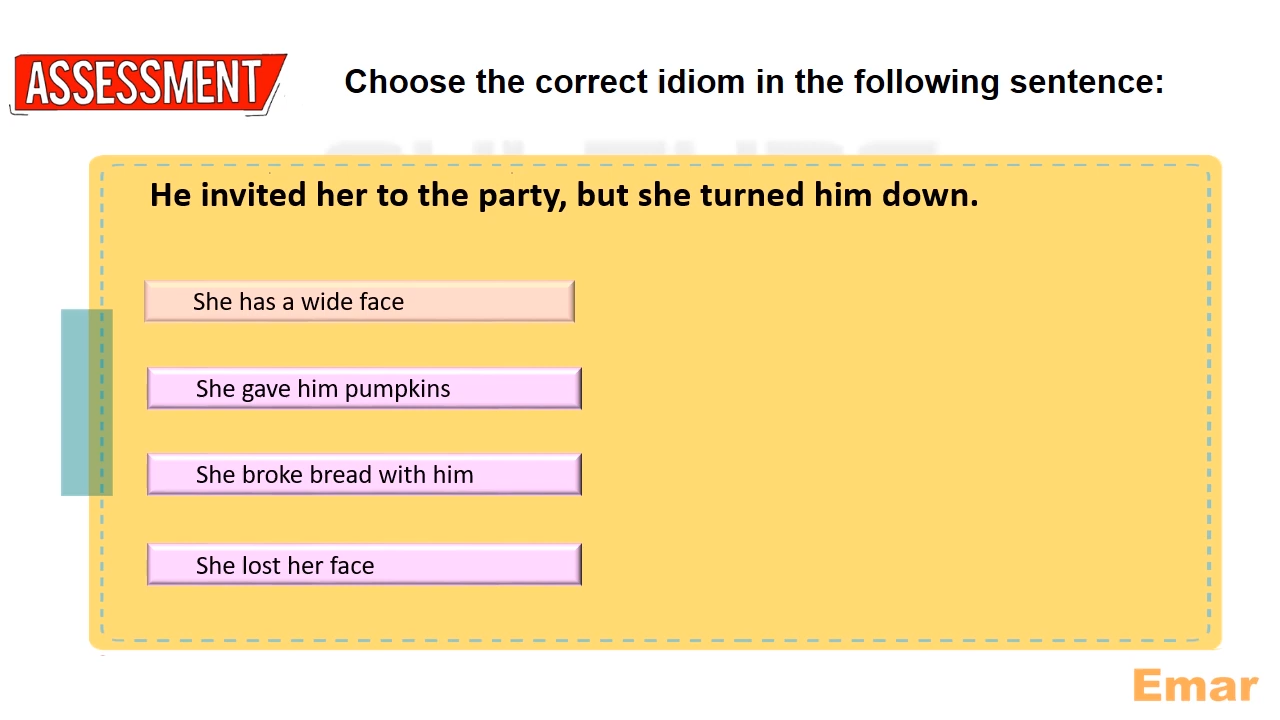 ASSESSMENT
Choose the correct idiom in the following sentence:
He invited her to the party, but she turned him down.
She has a wide face
She gave him pumpkins
She broke bread with him
She lost her face
Emar